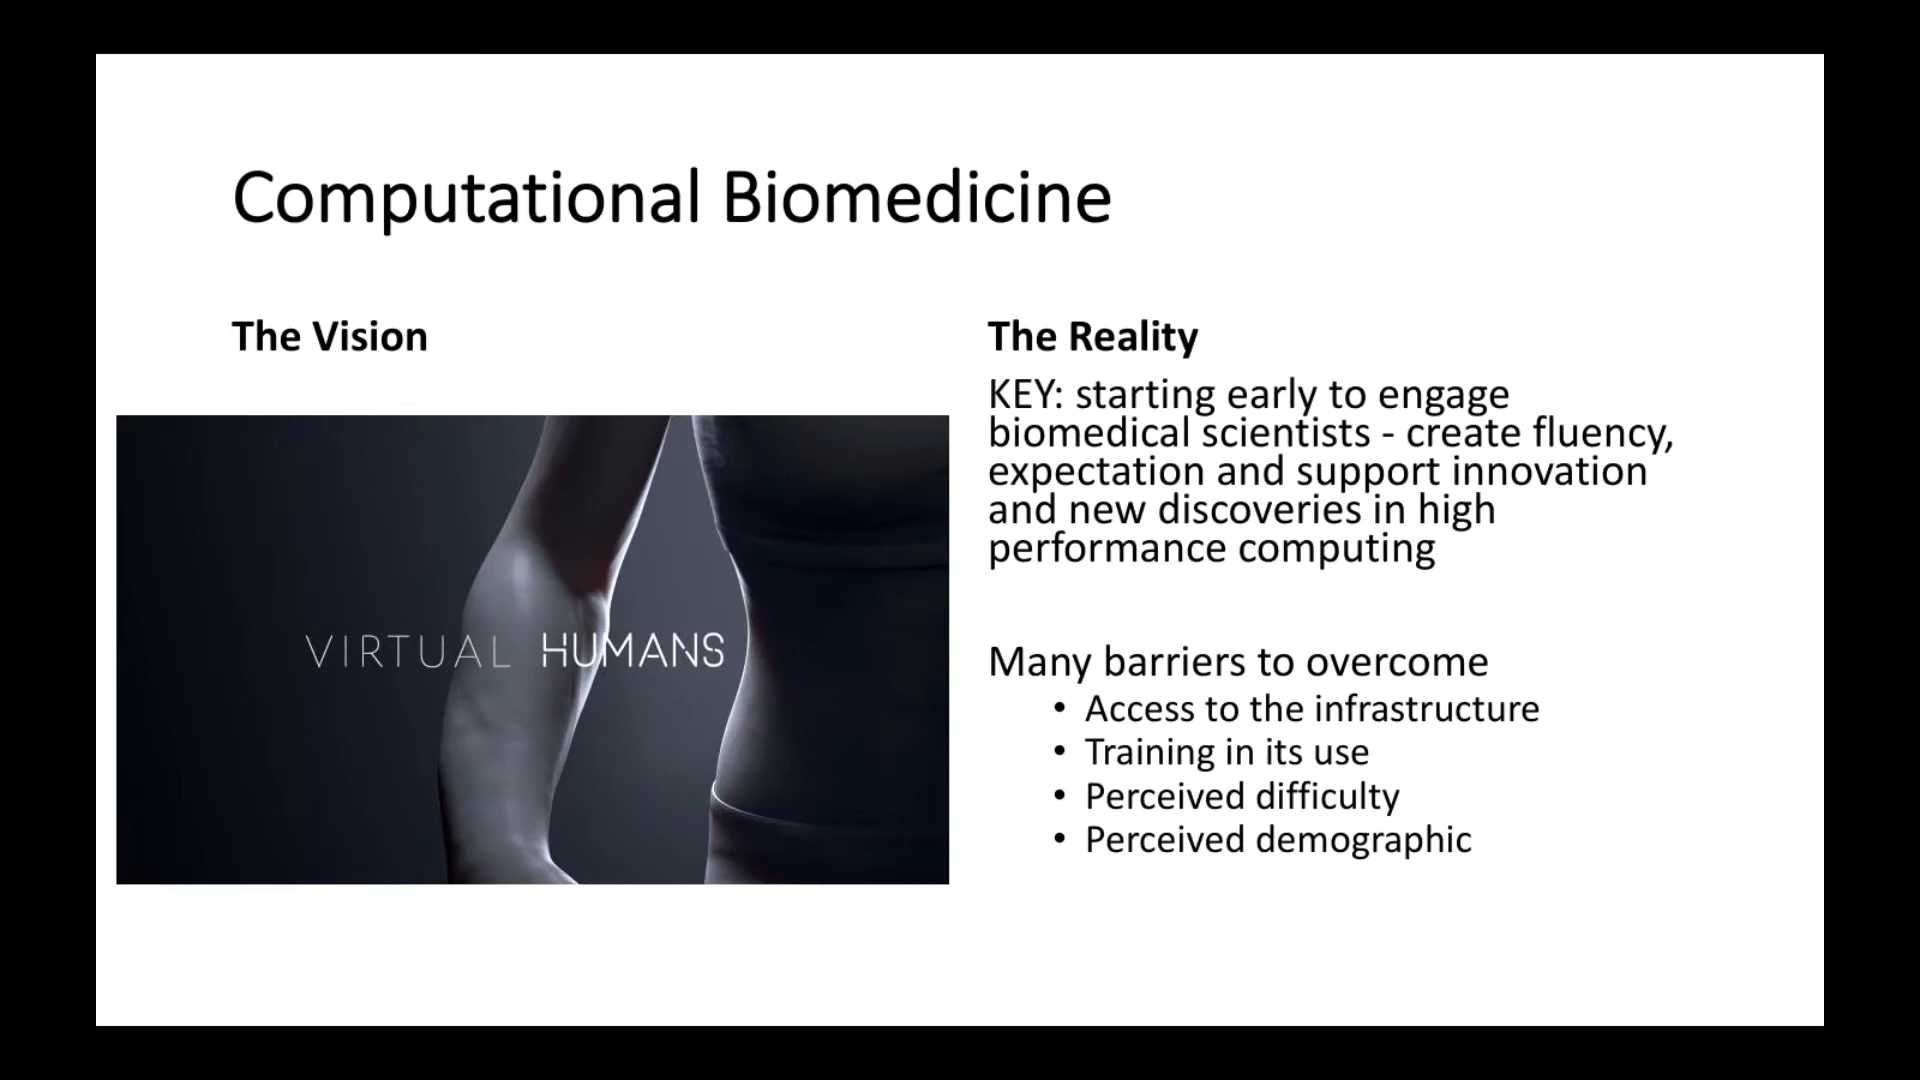 Computational Biomedicine
The Vision
VIRTUAL HUMANS
The Reality
KEY: starting early to engage
biomedical scientists - create fluency,
expectation and support innovation
and new discoveries in high
performance computing
Many barriers to overcome
• Access to the infrastructure
• Training in its use
• Perceived difficulty
• Perceived demographic